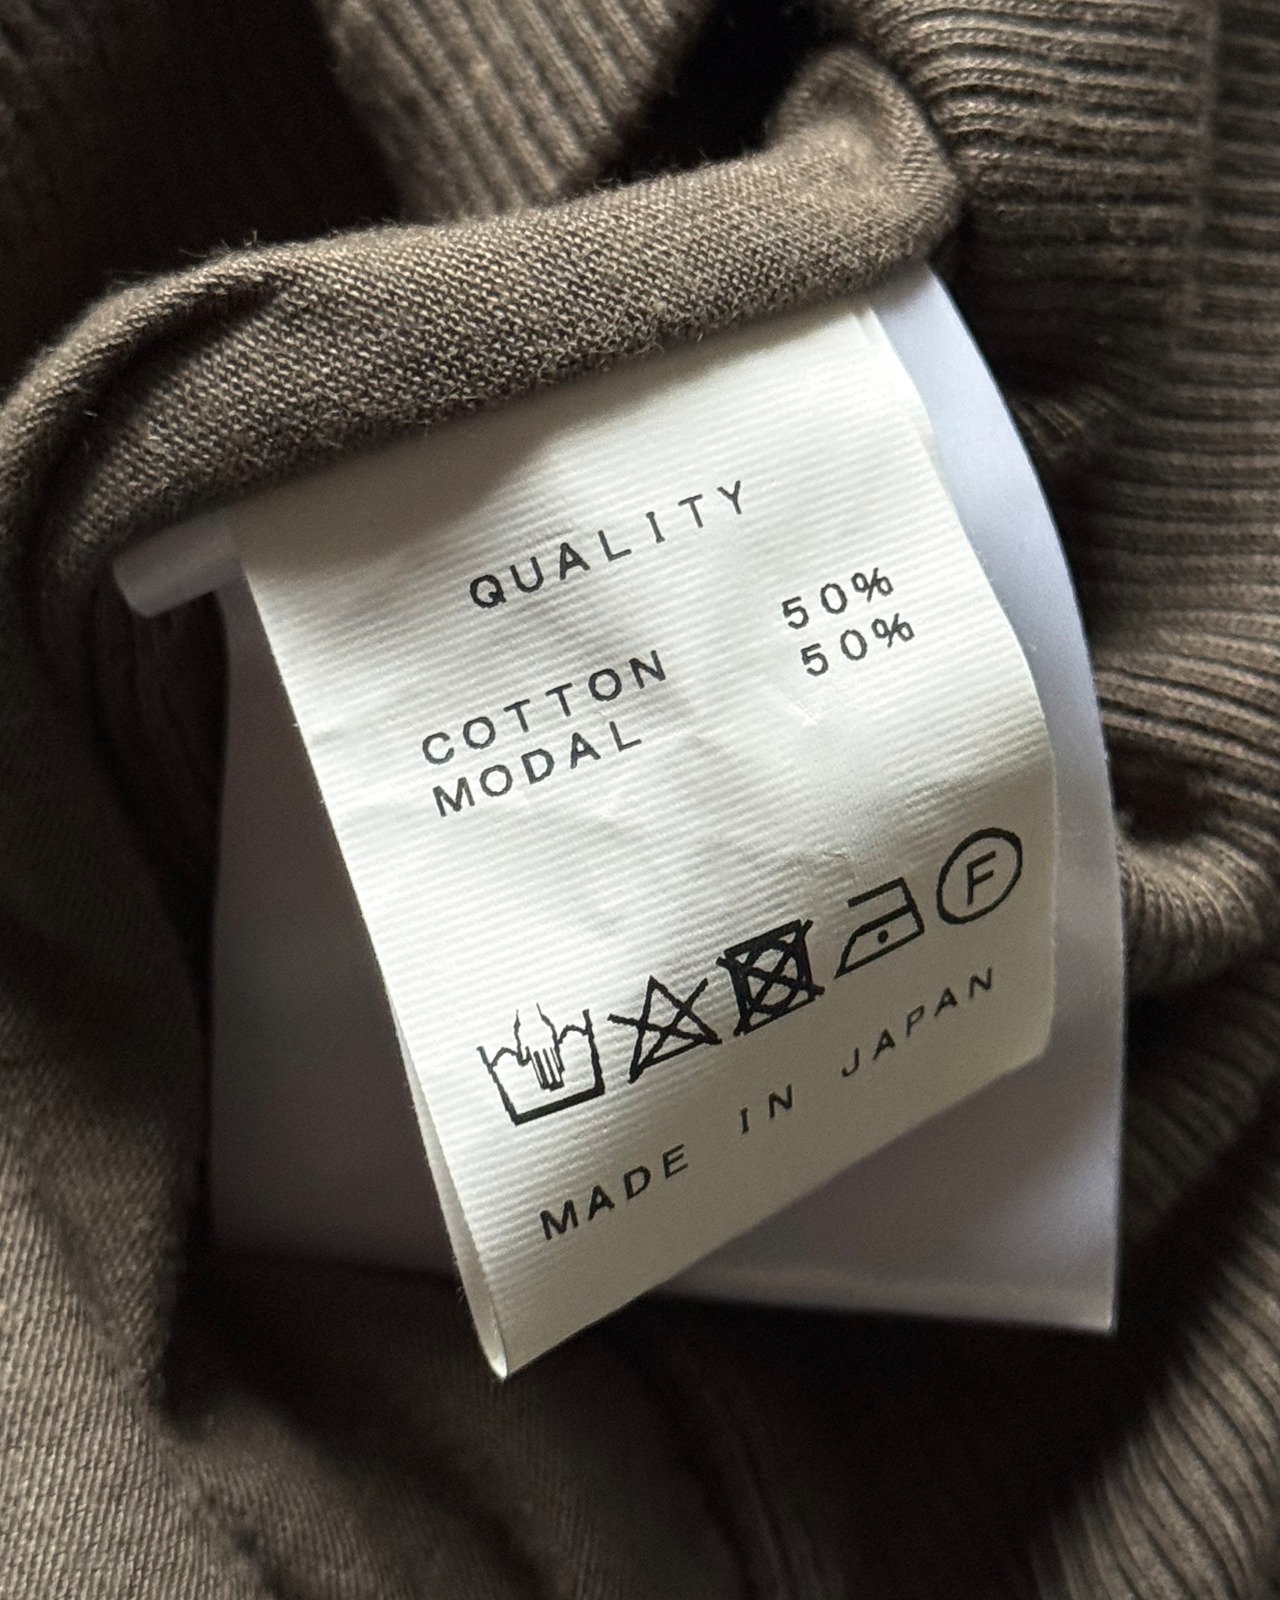 QUALITY
COTTON 50%
MODAL 50%
F
MADE IN JAPAN